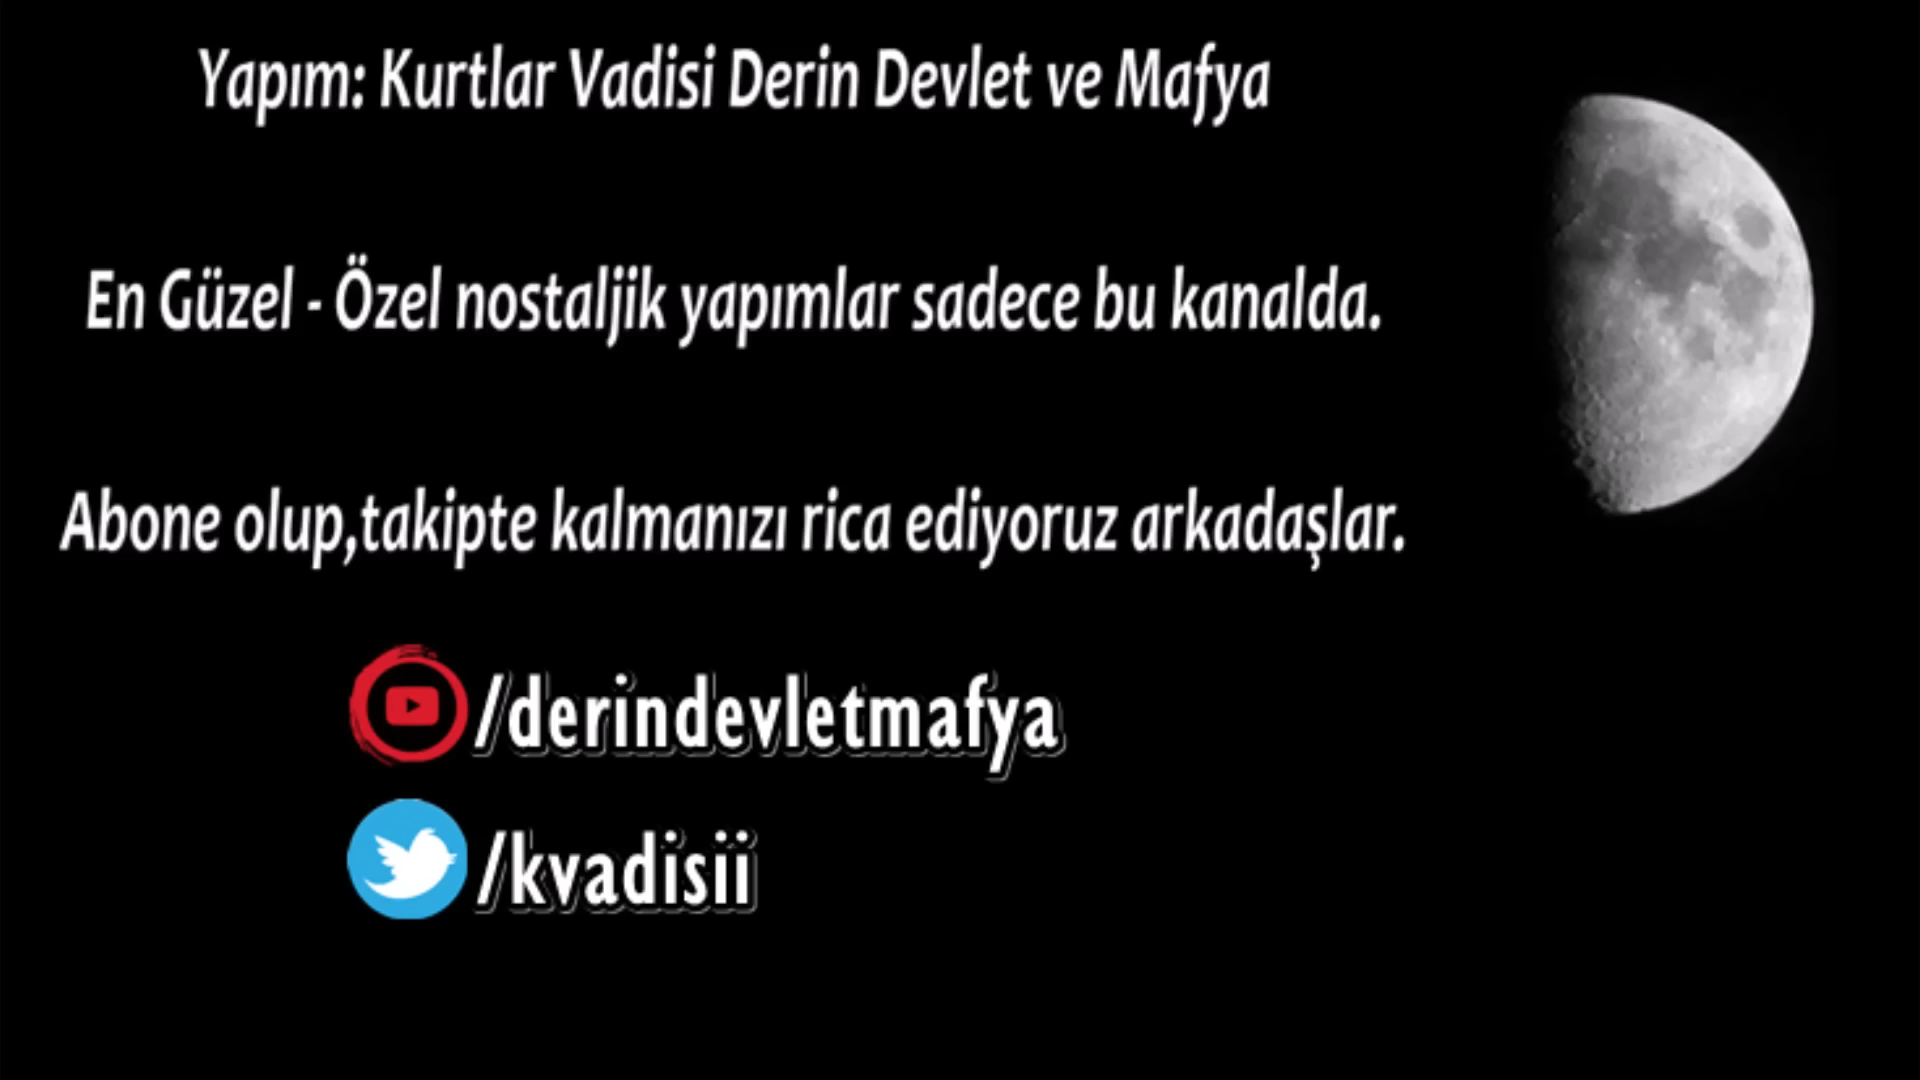 Yapım: Kurtlar Vadisi Derin Devlet ve Mafya
En Güzel - Özel nostaljik yapımlar sadece bu kanalda.
Abone olup,takipte kalmanızı rica ediyoruz arkadaşlar.
/derindevletmafya
/kvadisii